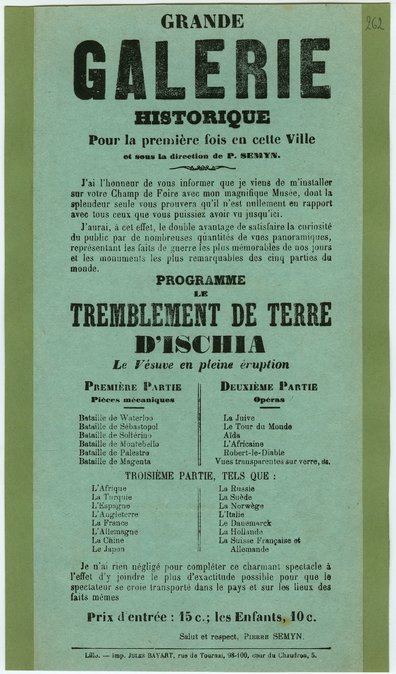 262
GRANDE
GALERIE
HISTORIQUE
Pour la première fois en cette Ville
et sous la direction de P. SEMYN.
J'ai l'honneur de vous informer que je viens de m'installer
sur votre Champ de Foire avec mon magnifique Musée, dont la
splendeur seule vous prouvera qu'il n'est nullement en rapport
avec tous ceux que vous puissiez avoir vu jusqu'ici.
J'aurai, à cet effet, le double avantage de satisfaire la curiosité
du public par de nombreuses quantités de vues panoramiques,
représentant les faits de guerre les plus mémorables de nos jours
et les monuments les plus remarquables des cinq parties du
monde.
PROGRAMME
LE
TREMBLEMENT DE TERRE
D'ISCHIA
Le Vésuve en pleine éruption
PREMIÈRE PARTIE
Pièces mécaniques
Bataille de Waterloo
Bataille de Sébastopol
Bataille de Solférino
Bataille de Montebello
Bataille de Palestro
Bataille de Magenta
DEUXIÈME PARTIE
Opéras
La Juive
Le Tour du Monde
Aïda
L'Africaine
Robert-le-Diable
Vues transparentes sur verre, etc.
TROISIÈME PARTIE, TELS QUE :
L'Afrique
La Turquie
L'Espagne
L'Angleterre
La France
L'Allemagne
La Chine
Le Japon
La Russie
La Suède
La Norwège
L'Italie
Le Danemarck
La Hollande
La Suisse Française et
Allemande
Je n'ai rien négligé pour compléter ce charmant spectacle à
l'effet d'y joindre le plus d'exactitude possible pour que le
spectateur se croie transporté dans le pays et sur les lieux des
faits mêmes
Prix d'entrée : 15 c.; les Enfants, 10 c.
Salut et respect, PIERRE SEMYN.
Lille. — Imp. JULES BAYART, rue de Tournai, 98-100, cour du Chaudron, 5.